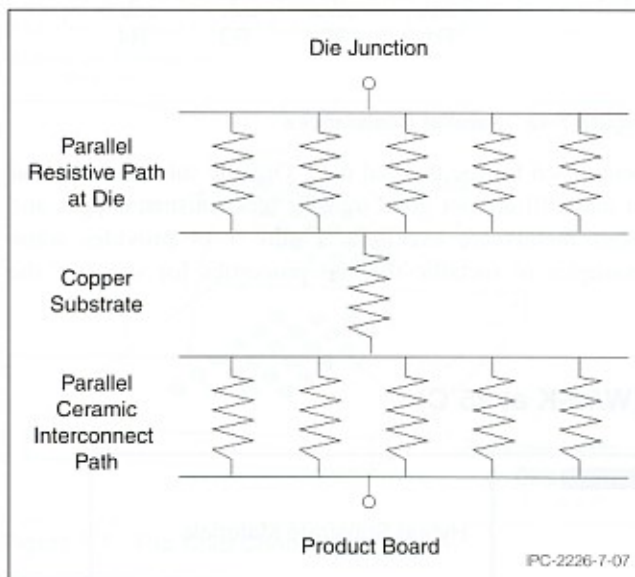 Die Junction
Parallel
Resistive Path
at Die
Copper
Substrate
Parallel
Ceramic
Interconnect
Path
Product Board
IPC-2226-7-07